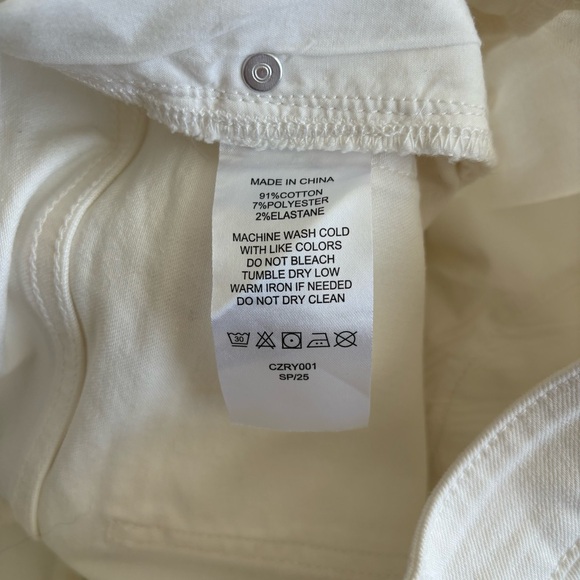 MADE IN CHINA
91%COTTON
7%POLYESTER
2%ELASTANE
MACHINE WASH COLD
WITH LIKE COLORS
DO NOT BLEACH
TUMBLE DRY LOW
WARM IRON IF NEEDED
DO NOT DRY CLEAN
30
CZRY001
SP/25